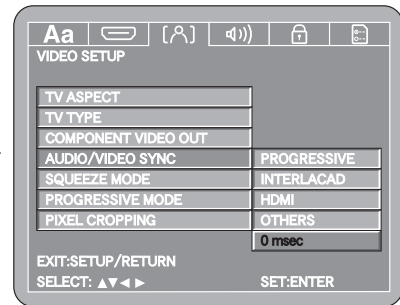 Aa
VIDEO SETUP
TV ASPECT
TV TYPE
COMPONENT VIDEO OUT
AUDIO/VIDEO SYNC PROGRESSIVE
SQUEEZE MODE INTERLACAD
PROGRESSIVE MODE HDMI
PIXEL CROPPING OTHERS
0 msec
EXIT:SETUP/RETURN
SELECT: ▲▼◄► SET:ENTER